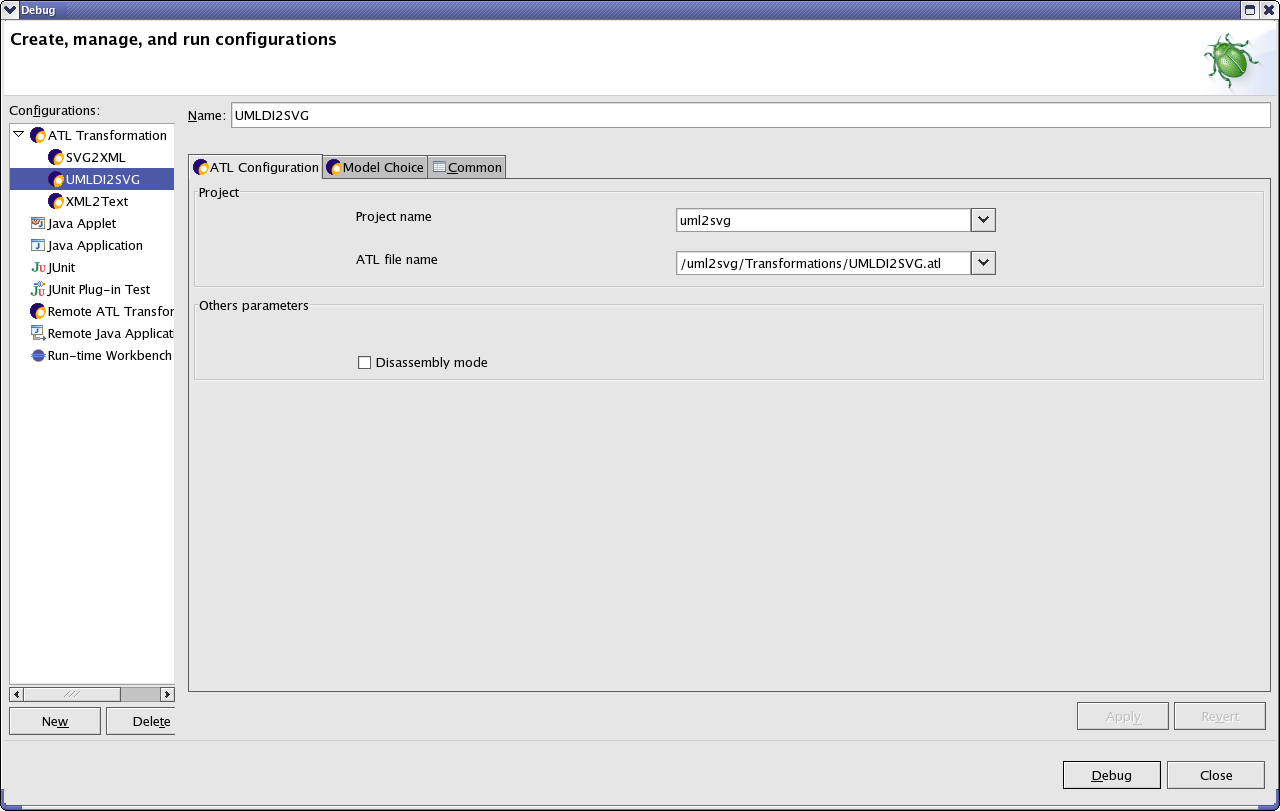 Debug
Create, manage, and run configurations
Configurations:
ATL Transformation
SVG2XML
UMLDI2SVG
XML2Text
Java Applet
Java Application
JUnit
JUnit Plug-in Test
Remote ATL Transfor
Remote Java Applicati
Run-time Workbench
New
Delete
Name: UMLDI2SVG
ATL Configuration Model Choice Common
Project
Project name uml2svg
ATL file name /uml2svg/Transformations/UMLDI2SVG.atl
Others parameters
Disassembly mode
Apply Revert
Debug Close